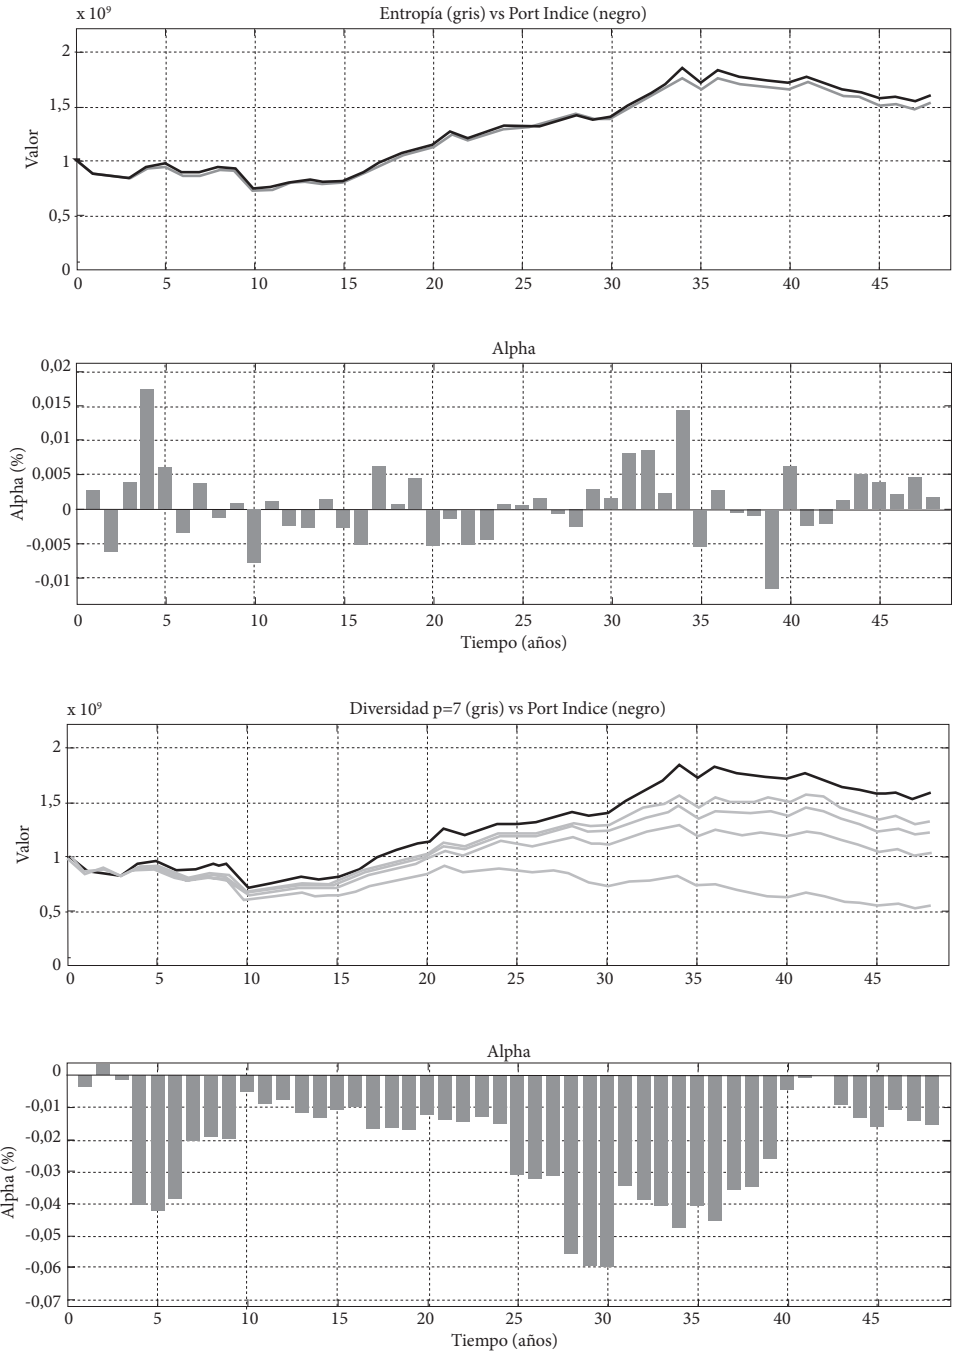 Entropía (gris) vs Port Indice (negro)
x 10⁹
2
1,5
1
0,5
0
Valor
0 5 10 15 20 25 30 35 40 45
Alpha
0,02
0,015
0,01
0,005
0
-0,005
-0,01
Alpha (%)
0 5 10 15 20 25 30 35 40 45
Tiempo (años)
Diversidad p=7 (gris) vs Port Indice (negro)
x 10⁹
2
1,5
1
0,5
0
Valor
0 5 10 15 20 25 30 35 40 45
Alpha
0
-0,01
-0,02
-0,03
-0,04
-0,05
-0,06
-0,07
Alpha (%)
0 5 10 15 20 25 30 35 40 45
Tiempo (años)